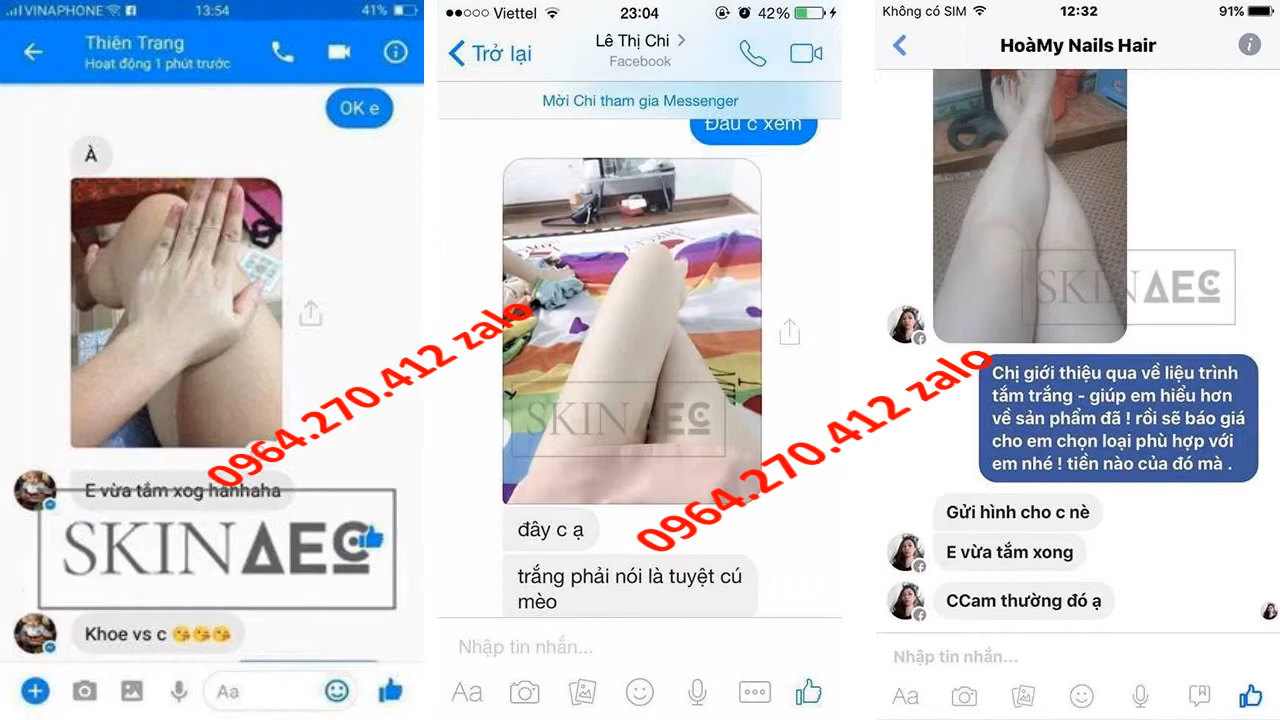 VINAPHONE
13:54
41%
Thiên Trang
Hoạt động 1 phút trước
OK e
À
E vừa tắm xog hahhaha
SKINAEC
Khoe vs c 😘😘😘
Aa
Viettel
23:04
42%
Trở lại
Lê Thị Chi
Facebook
Mời Chi tham gia Messenger
Đâu c xem
SKINAEC
đây c ạ
trắng phải nói là tuyệt cú
mèo
Nhập tin nhắn...
Aa
Không có SIM
12:32
91%
HoàMy Nails Hair
SKINAEC
Chị giới thiệu qua về liệu trình
tắm trắng - giúp em hiểu hơn
về sản phẩm đã ! rồi sẽ báo giá
cho em chọn loại phù hợp với
em nhé ! tiền nào của đó mà .
Gửi hình cho c nè
E vừa tắm xong
CCam thường đó ạ
Nhập tin nhắn...
Aa
0964.270.412 zalo
0964.270.412 zalo